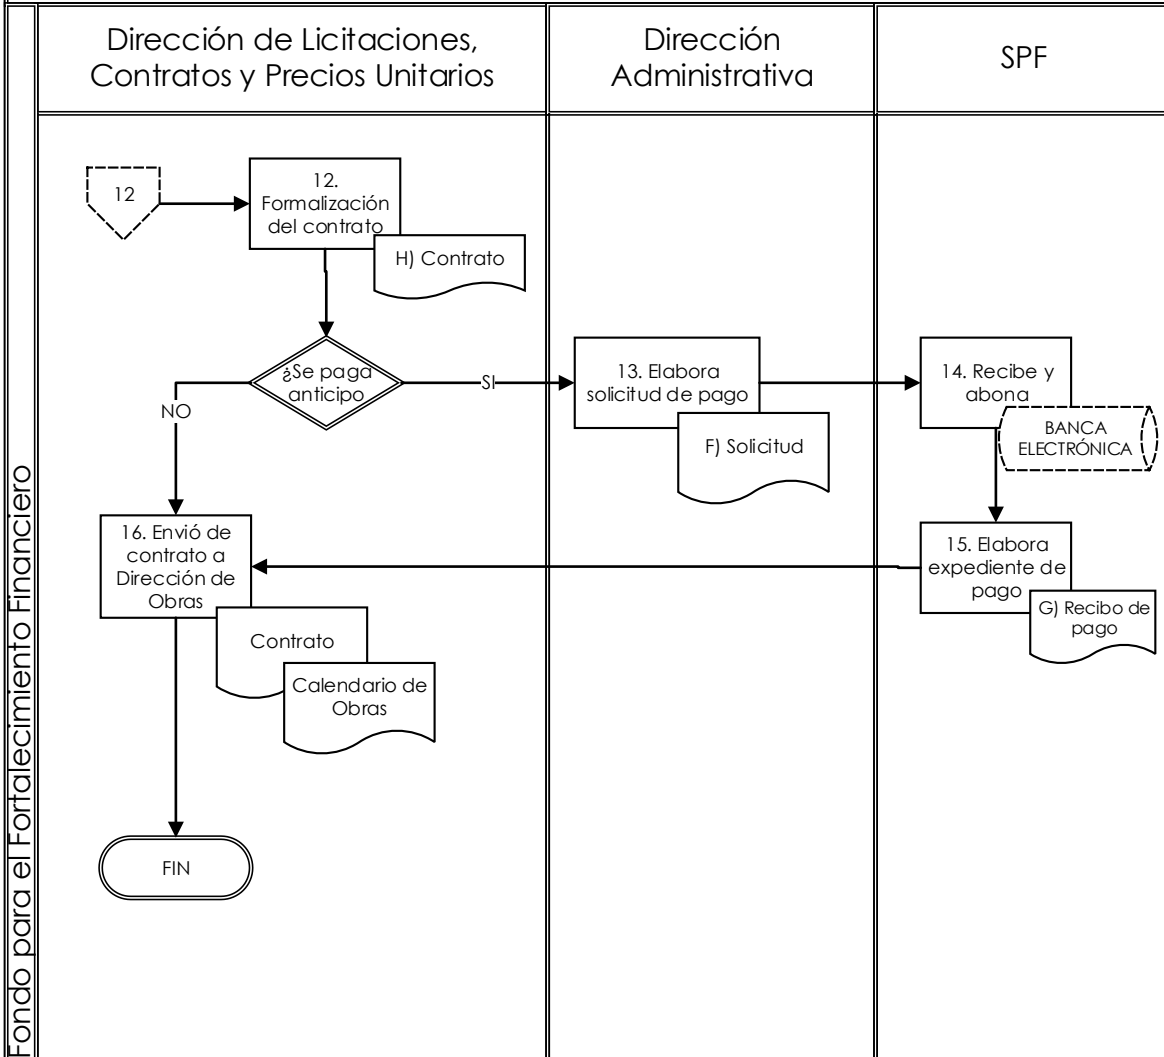 Dirección de Licitaciones,
Contratos y Precios Unitarios
Dirección
Administrativa
SPF
Fondo para el Fortalecimiento Financiero
12
12.
Formalización
del contrato
H) Contrato
¿Se paga
anticipo
SI
NO
13. Elabora
solicitud de pago
F) Solicitud
14. Recibe y
abona
BANCA
ELECTRÓNICA
15. Elabora
expediente de
pago
G) Recibo de
pago
16. Envió de
contrato a
Dirección de
Obras
Contrato
Calendario de
Obras
FIN